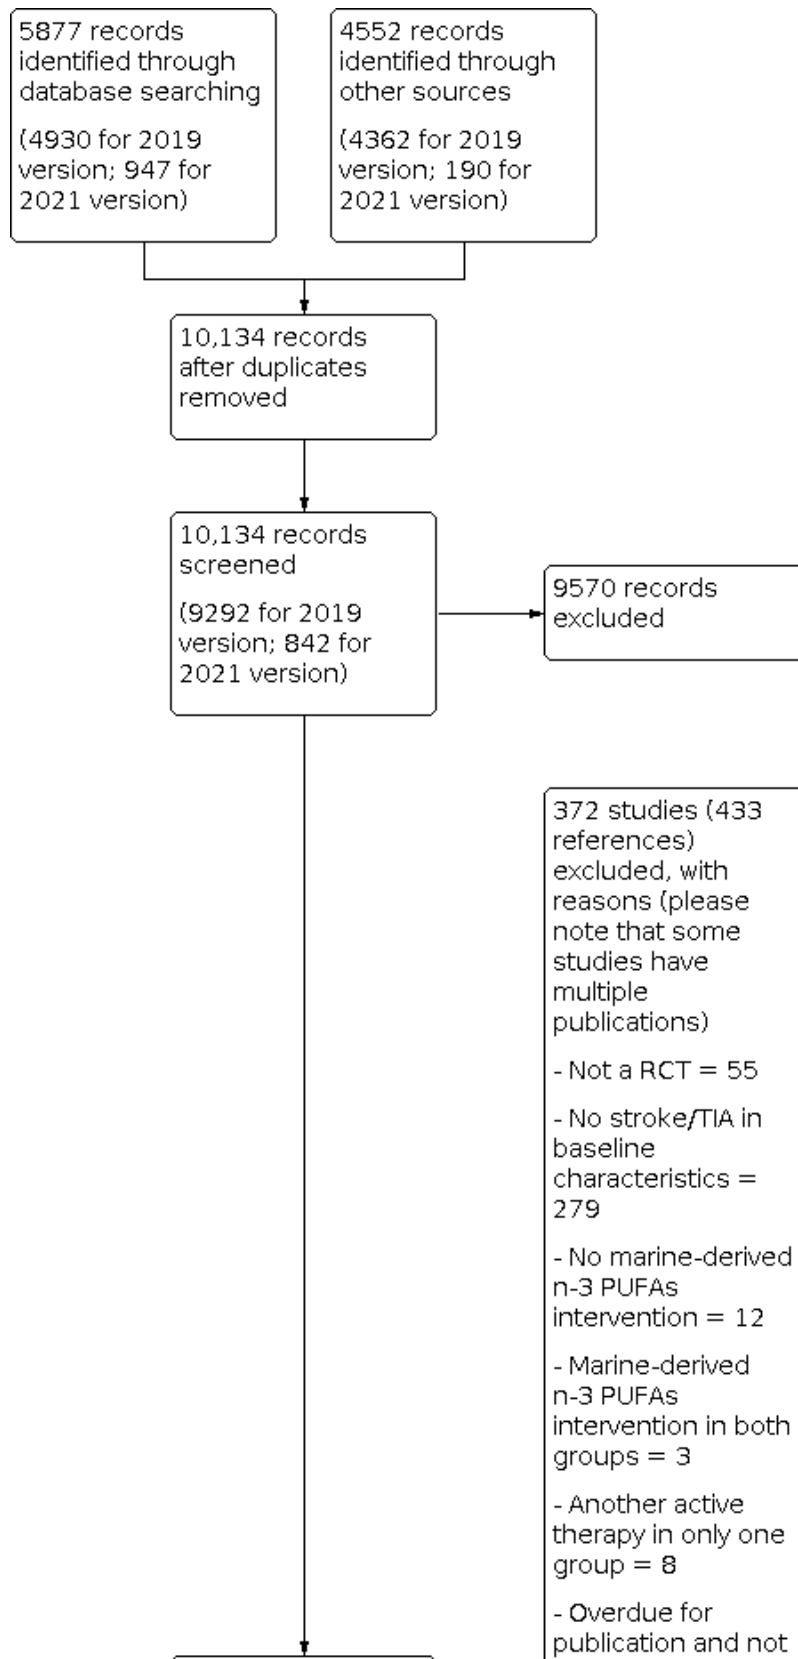 5877 records
identified through
database searching
(4930 for 2019
version; 947 for
2021 version)
4552 records
identified through
other sources
(4362 for 2019
version; 190 for
2021 version)
10,134 records
after duplicates
removed
10,134 records
screened
(9292 for 2019
version; 842 for
2021 version)
9570 records
excluded
372 studies (433
references)
excluded, with
reasons (please
note that some
studies have
multiple
publications)
- Not a RCT = 55
- No stroke/TIA in
baseline
characteristics =
279
- No marine-derived
n-3 PUFAs
intervention = 12
- Marine-derived
n-3 PUFAs
intervention in both
groups = 3
- Another active
therapy in only one
group = 8
- Overdue for
publication and not